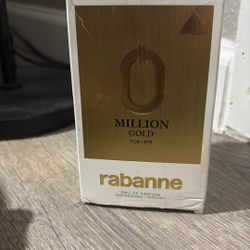 MILLION
GOLD
FOR HER
rabanne
EAU DE PARFUM